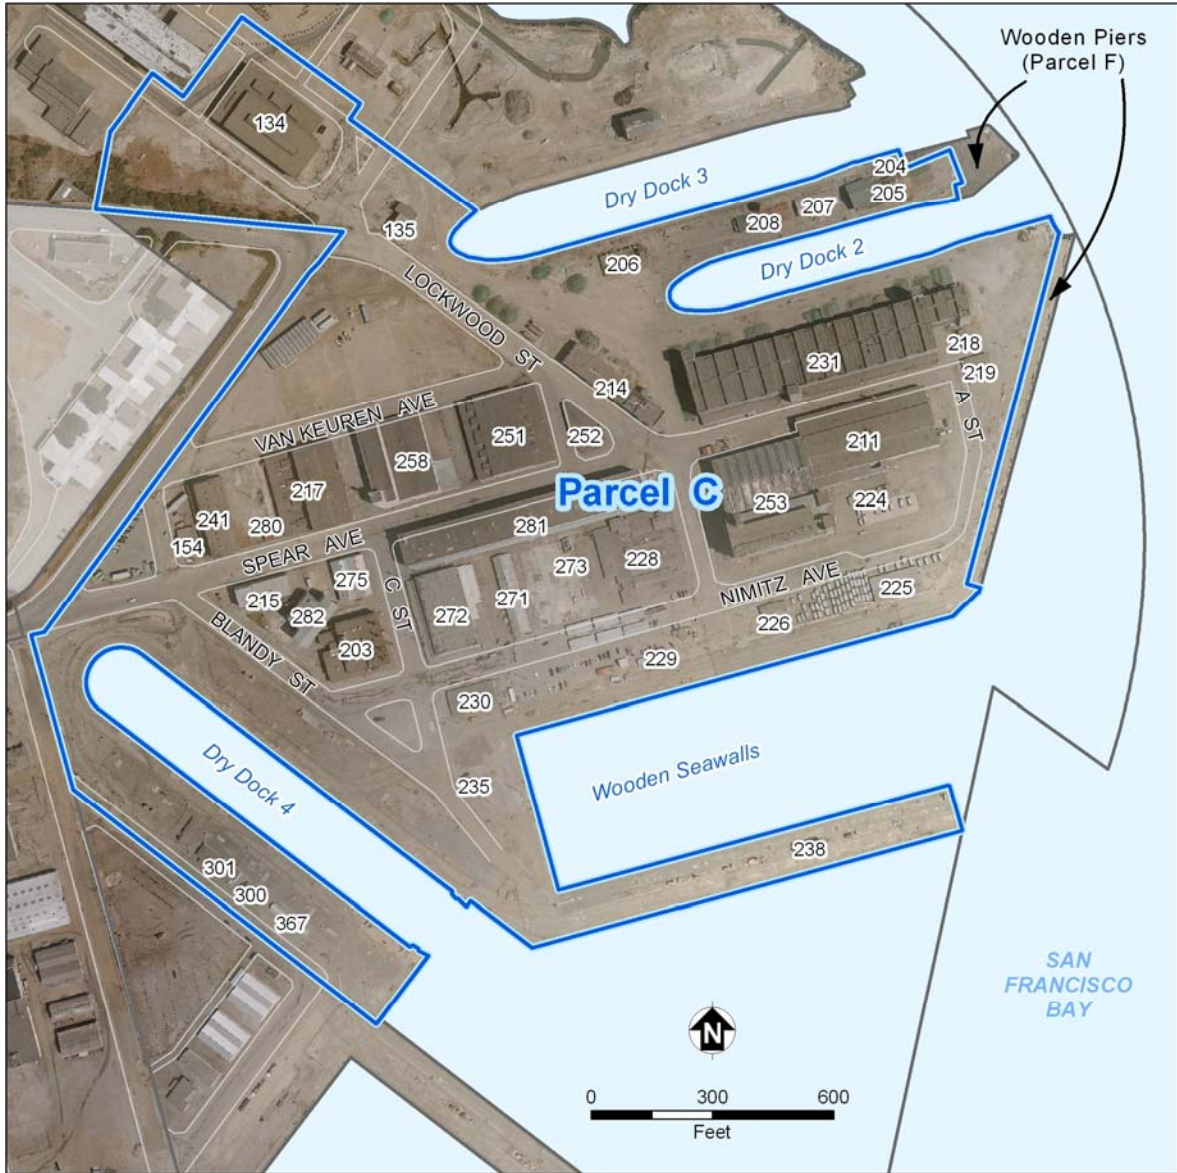 Wooden Piers
(Parcel F)
134
Dry Dock 3
204
205
207
208
135
206
Dry Dock 2
LOCKWOOD ST
218
231
219
214
A ST
VAN KEUREN AVE
251
252
211
258
Parcel C
217
253
224
241
280
281
154
SPEAR AVE
273
228
275
C ST
NIMITZ AVE
225
215
271
282
272
226
BLANDY ST
203
229
230
Dry Dock 4
Wooden Seawalls
235
238
301
300
367
SAN
FRANCISCO
BAY
N
0 300 600
Feet